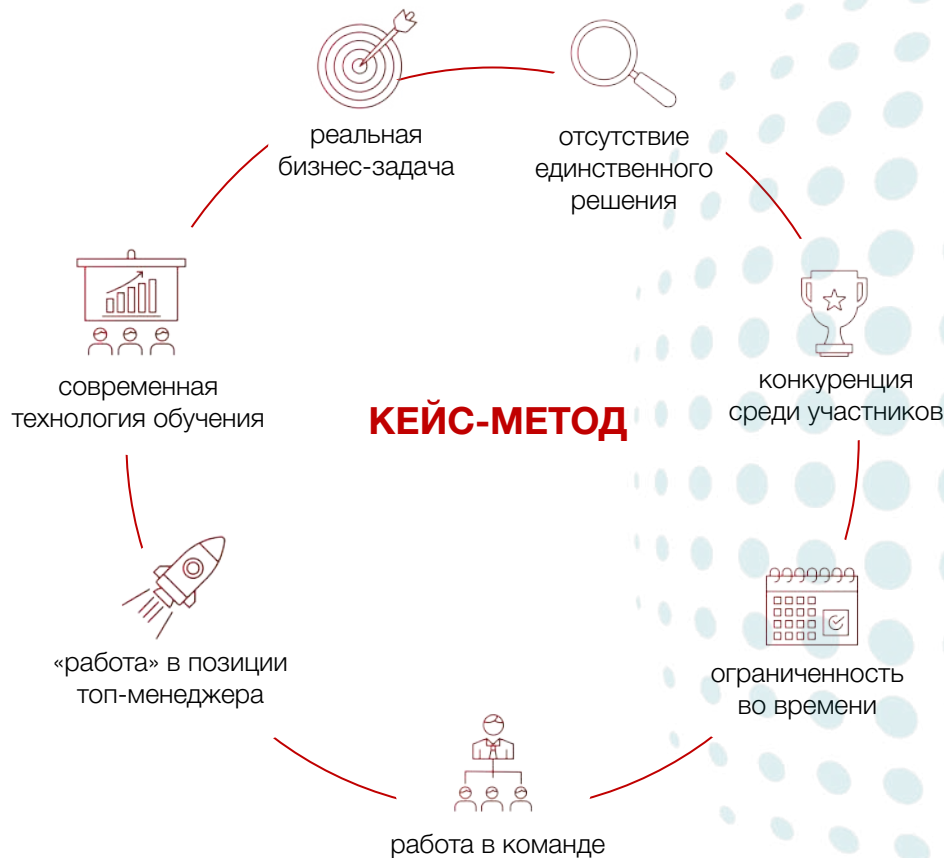 реальная
бизнес-задача
отсутствие
единственного
решения
современная
технология обучения
КЕЙС-МЕТОД
конкуренция
среди участников
«работа» в позиции
топ-менеджера
ограниченность
во времени
работа в команде